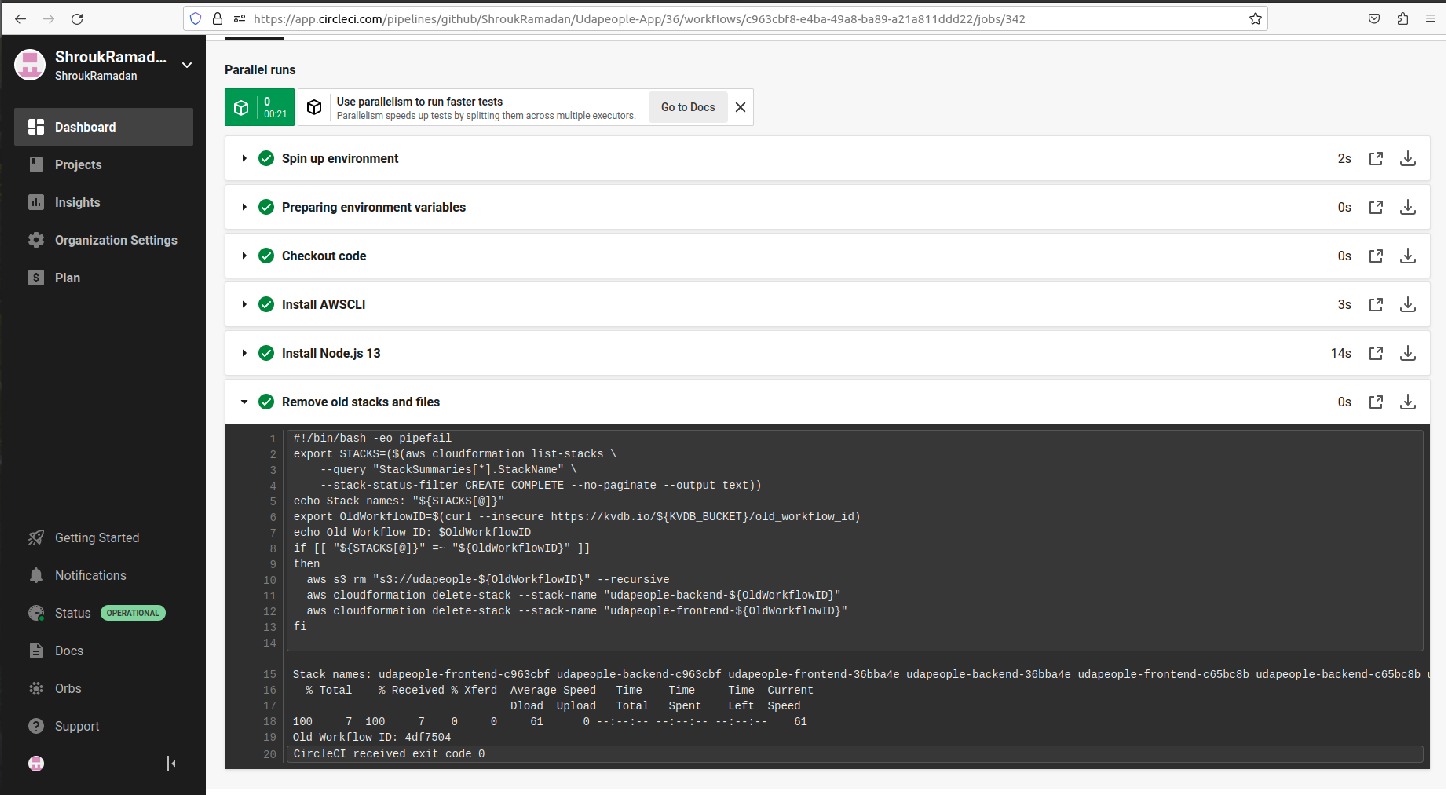 https://app.circleci.com/pipelines/github/ShroukRamadan/Udapeople-App/36/workflows/c963cbf8-e4ba-49a8-ba89-a21a811ddd22/jobs/342
ShroukRamad...
ShroukRamadan
Dashboard
Projects
Insights
Organization Settings
Plan
Getting Started
Notifications
Status OPERATIONAL
Docs
Orbs
Support
Parallel runs
0
00:21
Use parallelism to run faster tests
Parallelism speeds up tests by splitting them across multiple executors.
Go to Docs
Spin up environment 2s
Preparing environment variables 0s
Checkout code 0s
Install AWSCLI 3s
Install Node.js 13 14s
Remove old stacks and files 0s
1 #!/bin/bash -eo pipefail
2 export STACKS=($(aws cloudformation list-stacks \
3 --query "StackSummaries[*].StackName" \
4 --stack-status-filter CREATE_COMPLETE --no-paginate --output text))
5 echo Stack names: "${STACKS[@]}"
6 export OldWorkflowID=$(curl --insecure https://kvdb.io/${KVDB_BUCKET}/old_workflow_id)
7 echo Old Workflow ID: $OldWorkflowID
8 if [[ "${STACKS[@]}" =~ "${OldWorkflowID}" ]]
9 then
10 aws s3 rm "s3://udapeople-${OldWorkflowID}" --recursive
11 aws cloudformation delete-stack --stack-name "udapeople-backend-${OldWorkflowID}"
12 aws cloudformation delete-stack --stack-name "udapeople-frontend-${OldWorkflowID}"
13 fi
14
15 Stack names: udapeople-frontend-c963cbf udapeople-backend-c963cbf udapeople-frontend-36bba4e udapeople-backend-36bba4e udapeople-frontend-c65bc8b udapeople-backend-c65bc8b
16 % Total % Received % Xferd Average Speed Time Time Time Current
17 Dload Upload Total Spent Left Speed
18 100 7 100 7 0 0 61 0 --:--:-- --:--:-- --:--:-- 61
19 Old Workflow ID: 4df7504
20 CircleCI received exit code 0